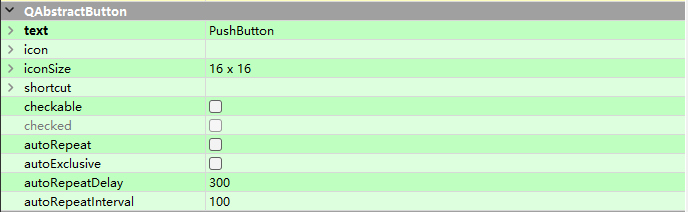 QAbstractButton
text PushButton
icon
iconSize 16 x 16
shortcut
checkable
checked
autoRepeat
autoExclusive
autoRepeatDelay 300
autoRepeatInterval 100